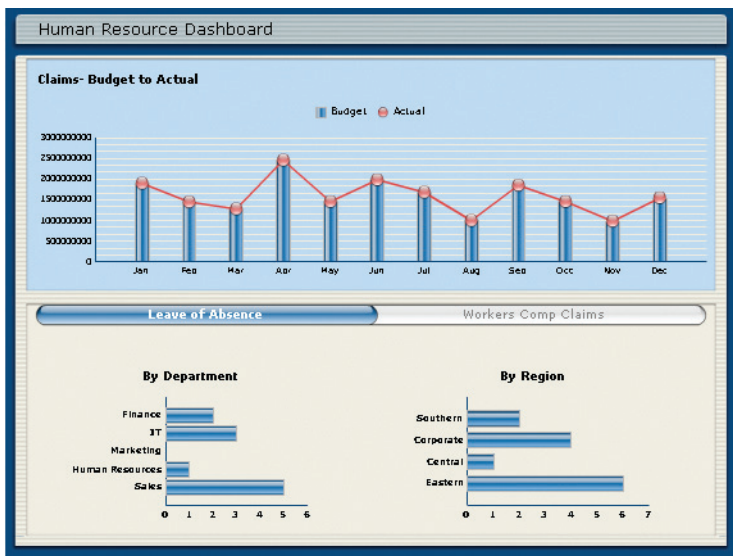 Human Resource Dashboard
Claims- Budget to Actual
Budget Actual
3000000000
2500000000
2000000000
1500000000
1000000000
500000000
0
Jan Feb Mar Apr May Jun Jul Aug Sep Oct Nov Dec
Leave of Absence Workers Comp Claims
By Department
Finance
IT
Marketing
Human Resources
Sales
0 1 2 3 4 5 6
By Region
Southern
Corporate
Central
Eastern
0 1 2 3 4 5 6 7